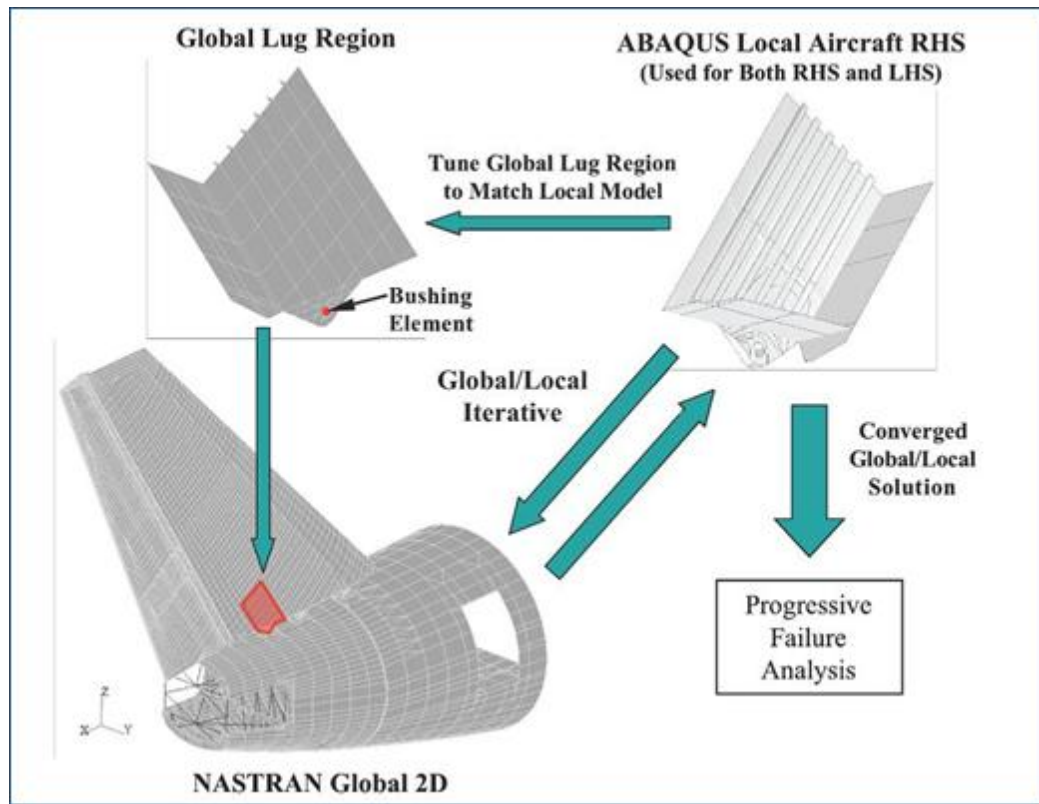 Global Lug Region
ABAQUS Local Aircraft RHS
(Used for Both RHS and LHS)
Tune Global Lug Region
to Match Local Model
Bushing
Element
Global/Local
Iterative
Converged
Global/Local
Solution
Progressive
Failure
Analysis
Z
X
Y
NASTRAN Global 2D